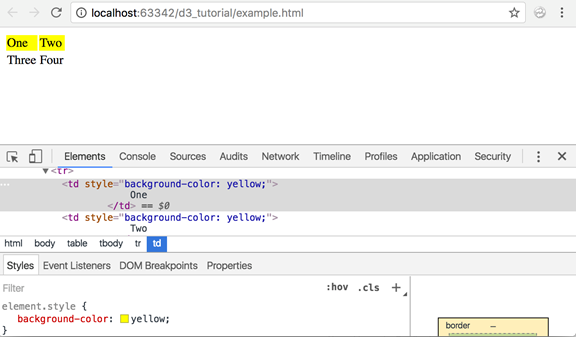 localhost:63342/d3_tutorial/example.html
One Two
Three Four
Elements Console Sources Audits Network Timeline Profiles Application Security
▼<tr>
<td style="background-color: yellow;">
One
</td> == $0
<td style="background-color: yellow;">
Two
html body table tbody tr td
Styles Event Listeners DOM Breakpoints Properties
Filter :hov .cls +
element.style {
background-color: yellow;
}
border –